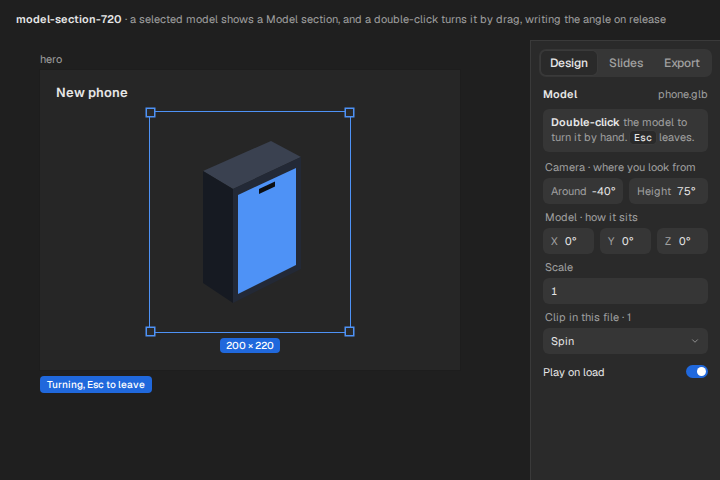 model-section-720 · a selected model shows a Model section, and a double-click turns it by drag, writing the angle on release
hero
New phone
200 × 220
Turning, Esc to leave
Design Slides Export
Model phone.glb
Double-click the model to
turn it by hand. Esc leaves.
Camera · where you look from
Around -40° Height 75°
Model · how it sits
X 0° Y 0° Z 0°
Scale
1
Clip in this file · 1
Spin
Play on load